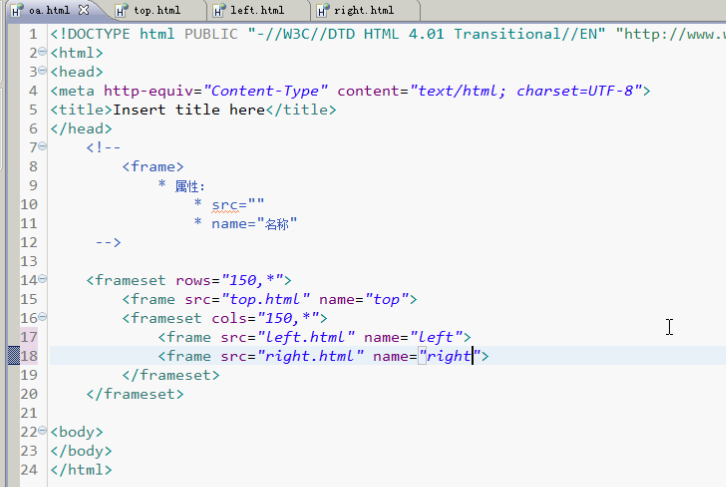 oa.html top.html left.html right.html
1 <!DOCTYPE html PUBLIC "-//W3C//DTD HTML 4.01 Transitional//EN" "http://www.w
2 <html>
3 <head>
4 <meta http-equiv="Content-Type" content="text/html; charset=UTF-8">
5 <title>Insert title here</title>
6 </head>
7 <!--
8 <frame>
9 * 属性:
10 * src=""
11 * name="名称"
12 -->
13
14 <frameset rows="150,*">
15 <frame src="top.html" name="top">
16 <frameset cols="150,*">
17 <frame src="left.html" name="left">
18 <frame src="right.html" name="right">
19 </frameset>
20 </frameset>
21
22 <body>
23 </body>
24 </html>